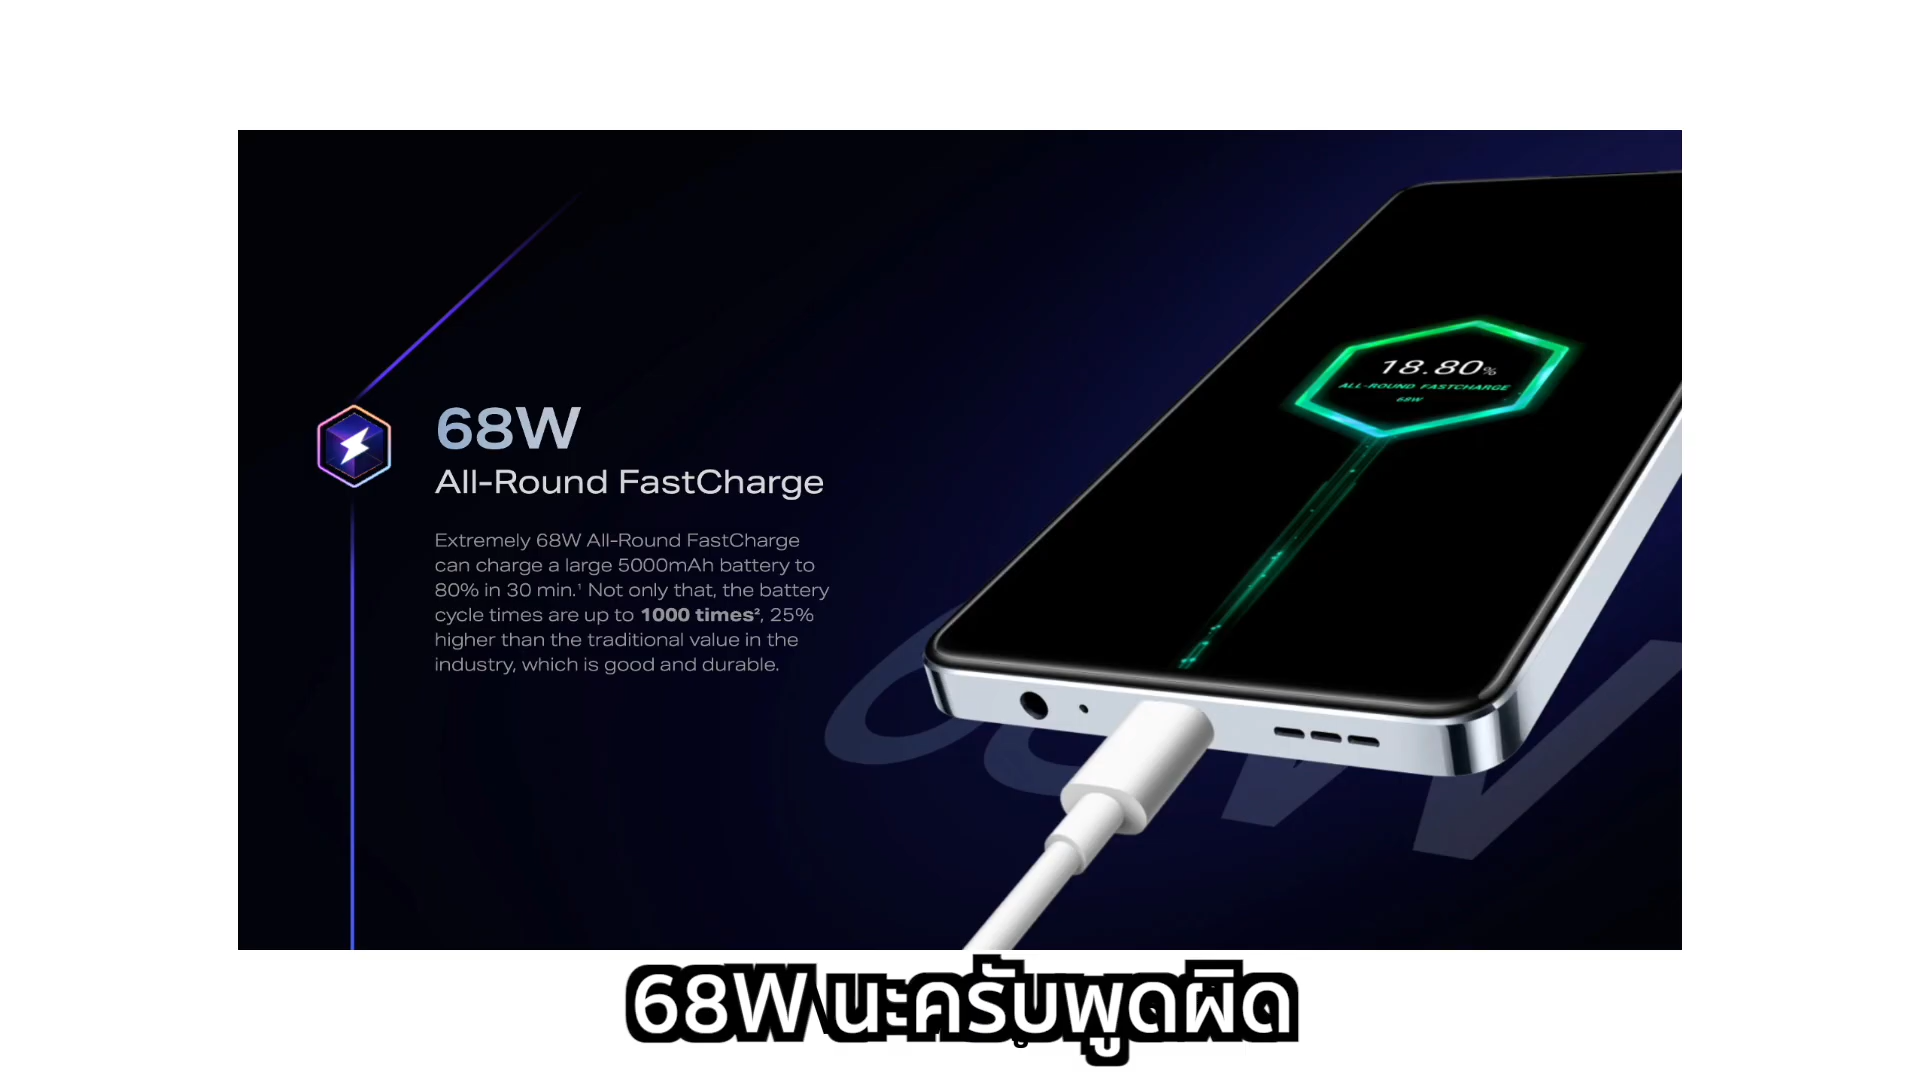 18.80%
ALL-ROUND FASTCHARGE
68W
68W
All-Round FastCharge
Extremely 68W All-Round FastCharge
can charge a large 5000mAh battery to
80% in 30 min.¹ Not only that, the battery
cycle times are up to 1000 times², 25%
higher than the traditional value in the
industry, which is good and durable.
68W
68W นะครับพูดผิด